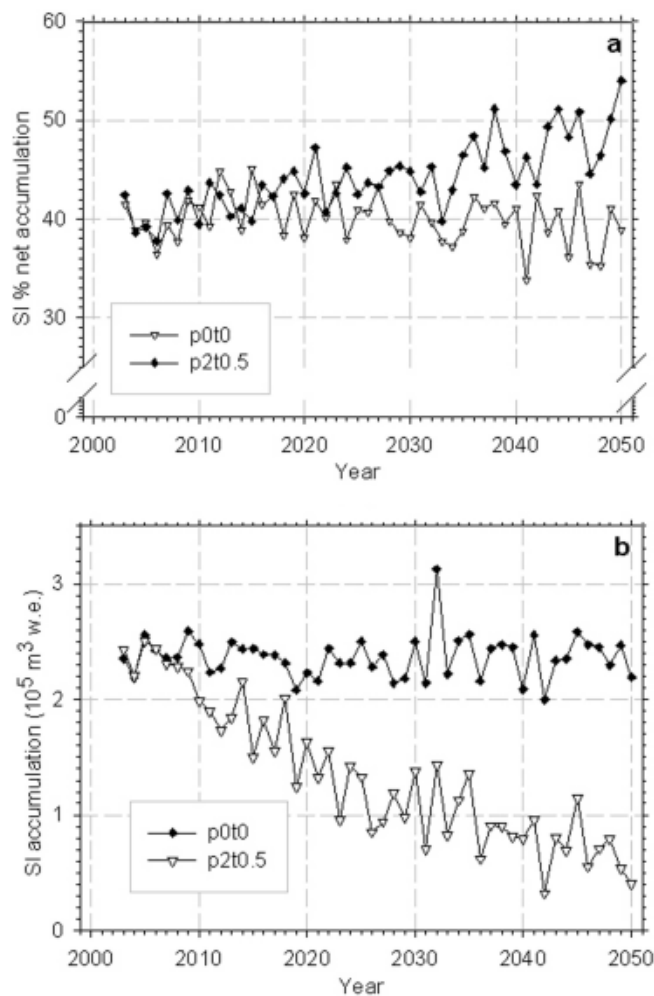 a
60
50
40
30
0
SI % net accumulation
p0t0
p2t0.5
2000 2010 2020 2030 2040 2050
Year
b
3
2
1
0
SI accumulation (10⁵ m³ w.e.)
p0t0
p2t0.5
2000 2010 2020 2030 2040 2050
Year